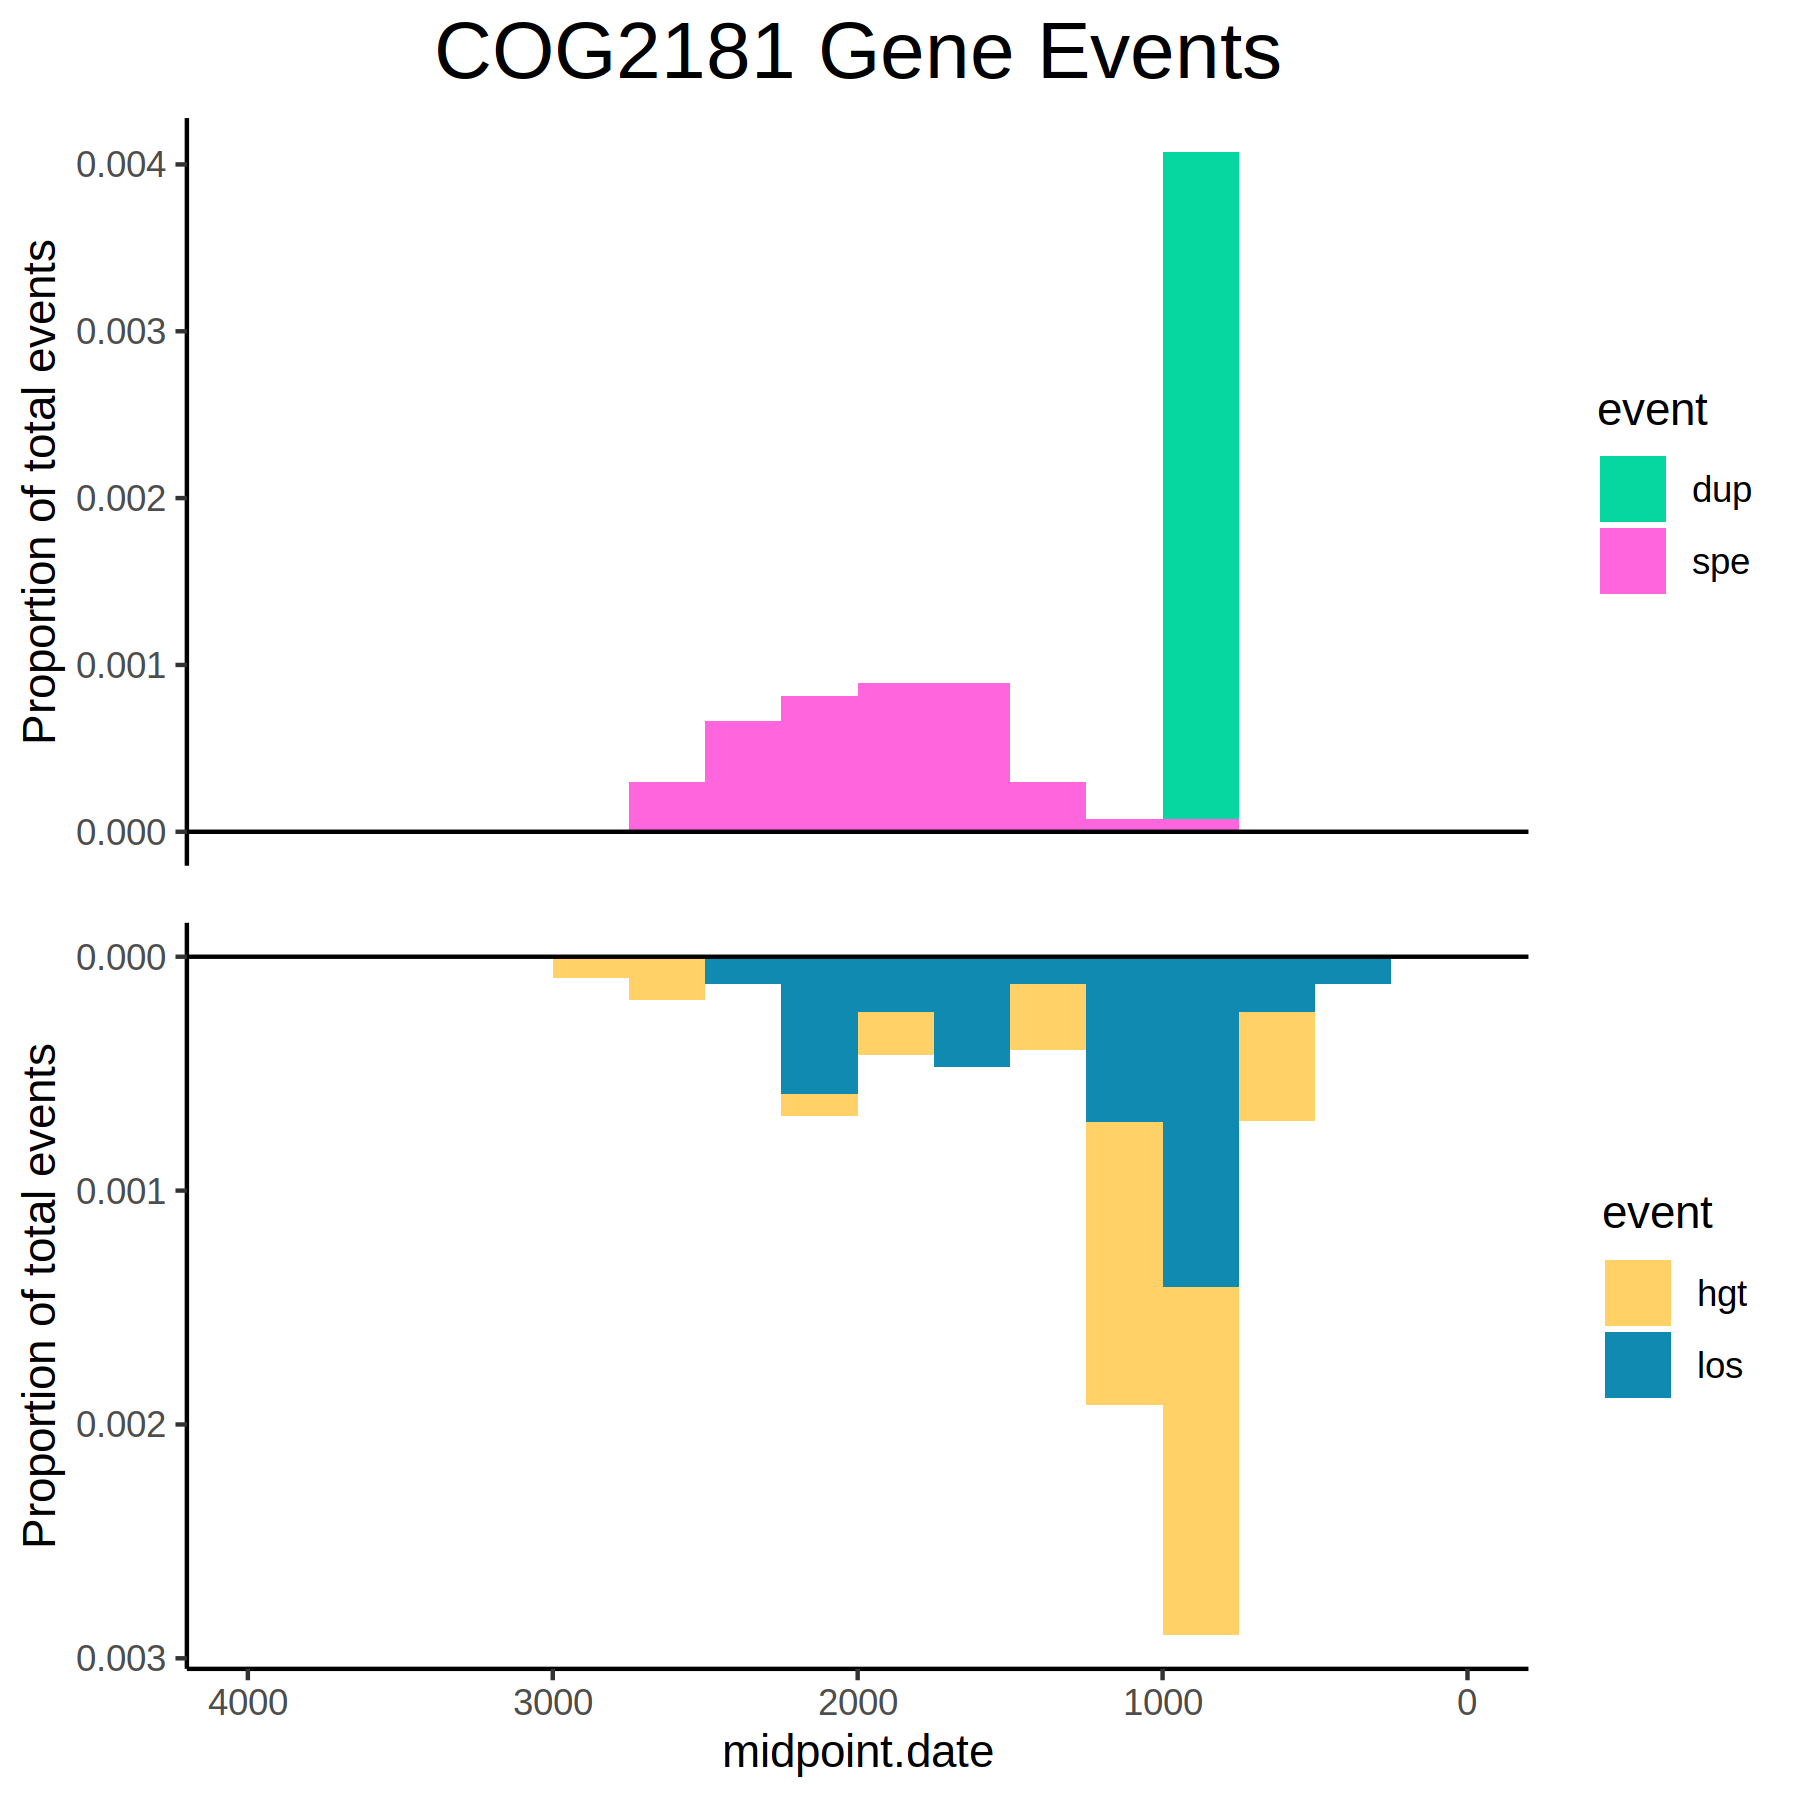 COG2181 Gene Events
Proportion of total events
0.004
0.003
0.002
0.001
0.000
event
dup
spe
Proportion of total events
0.000
0.001
0.002
0.003
event
hgt
los
4000 3000 2000 1000 0
midpoint.date